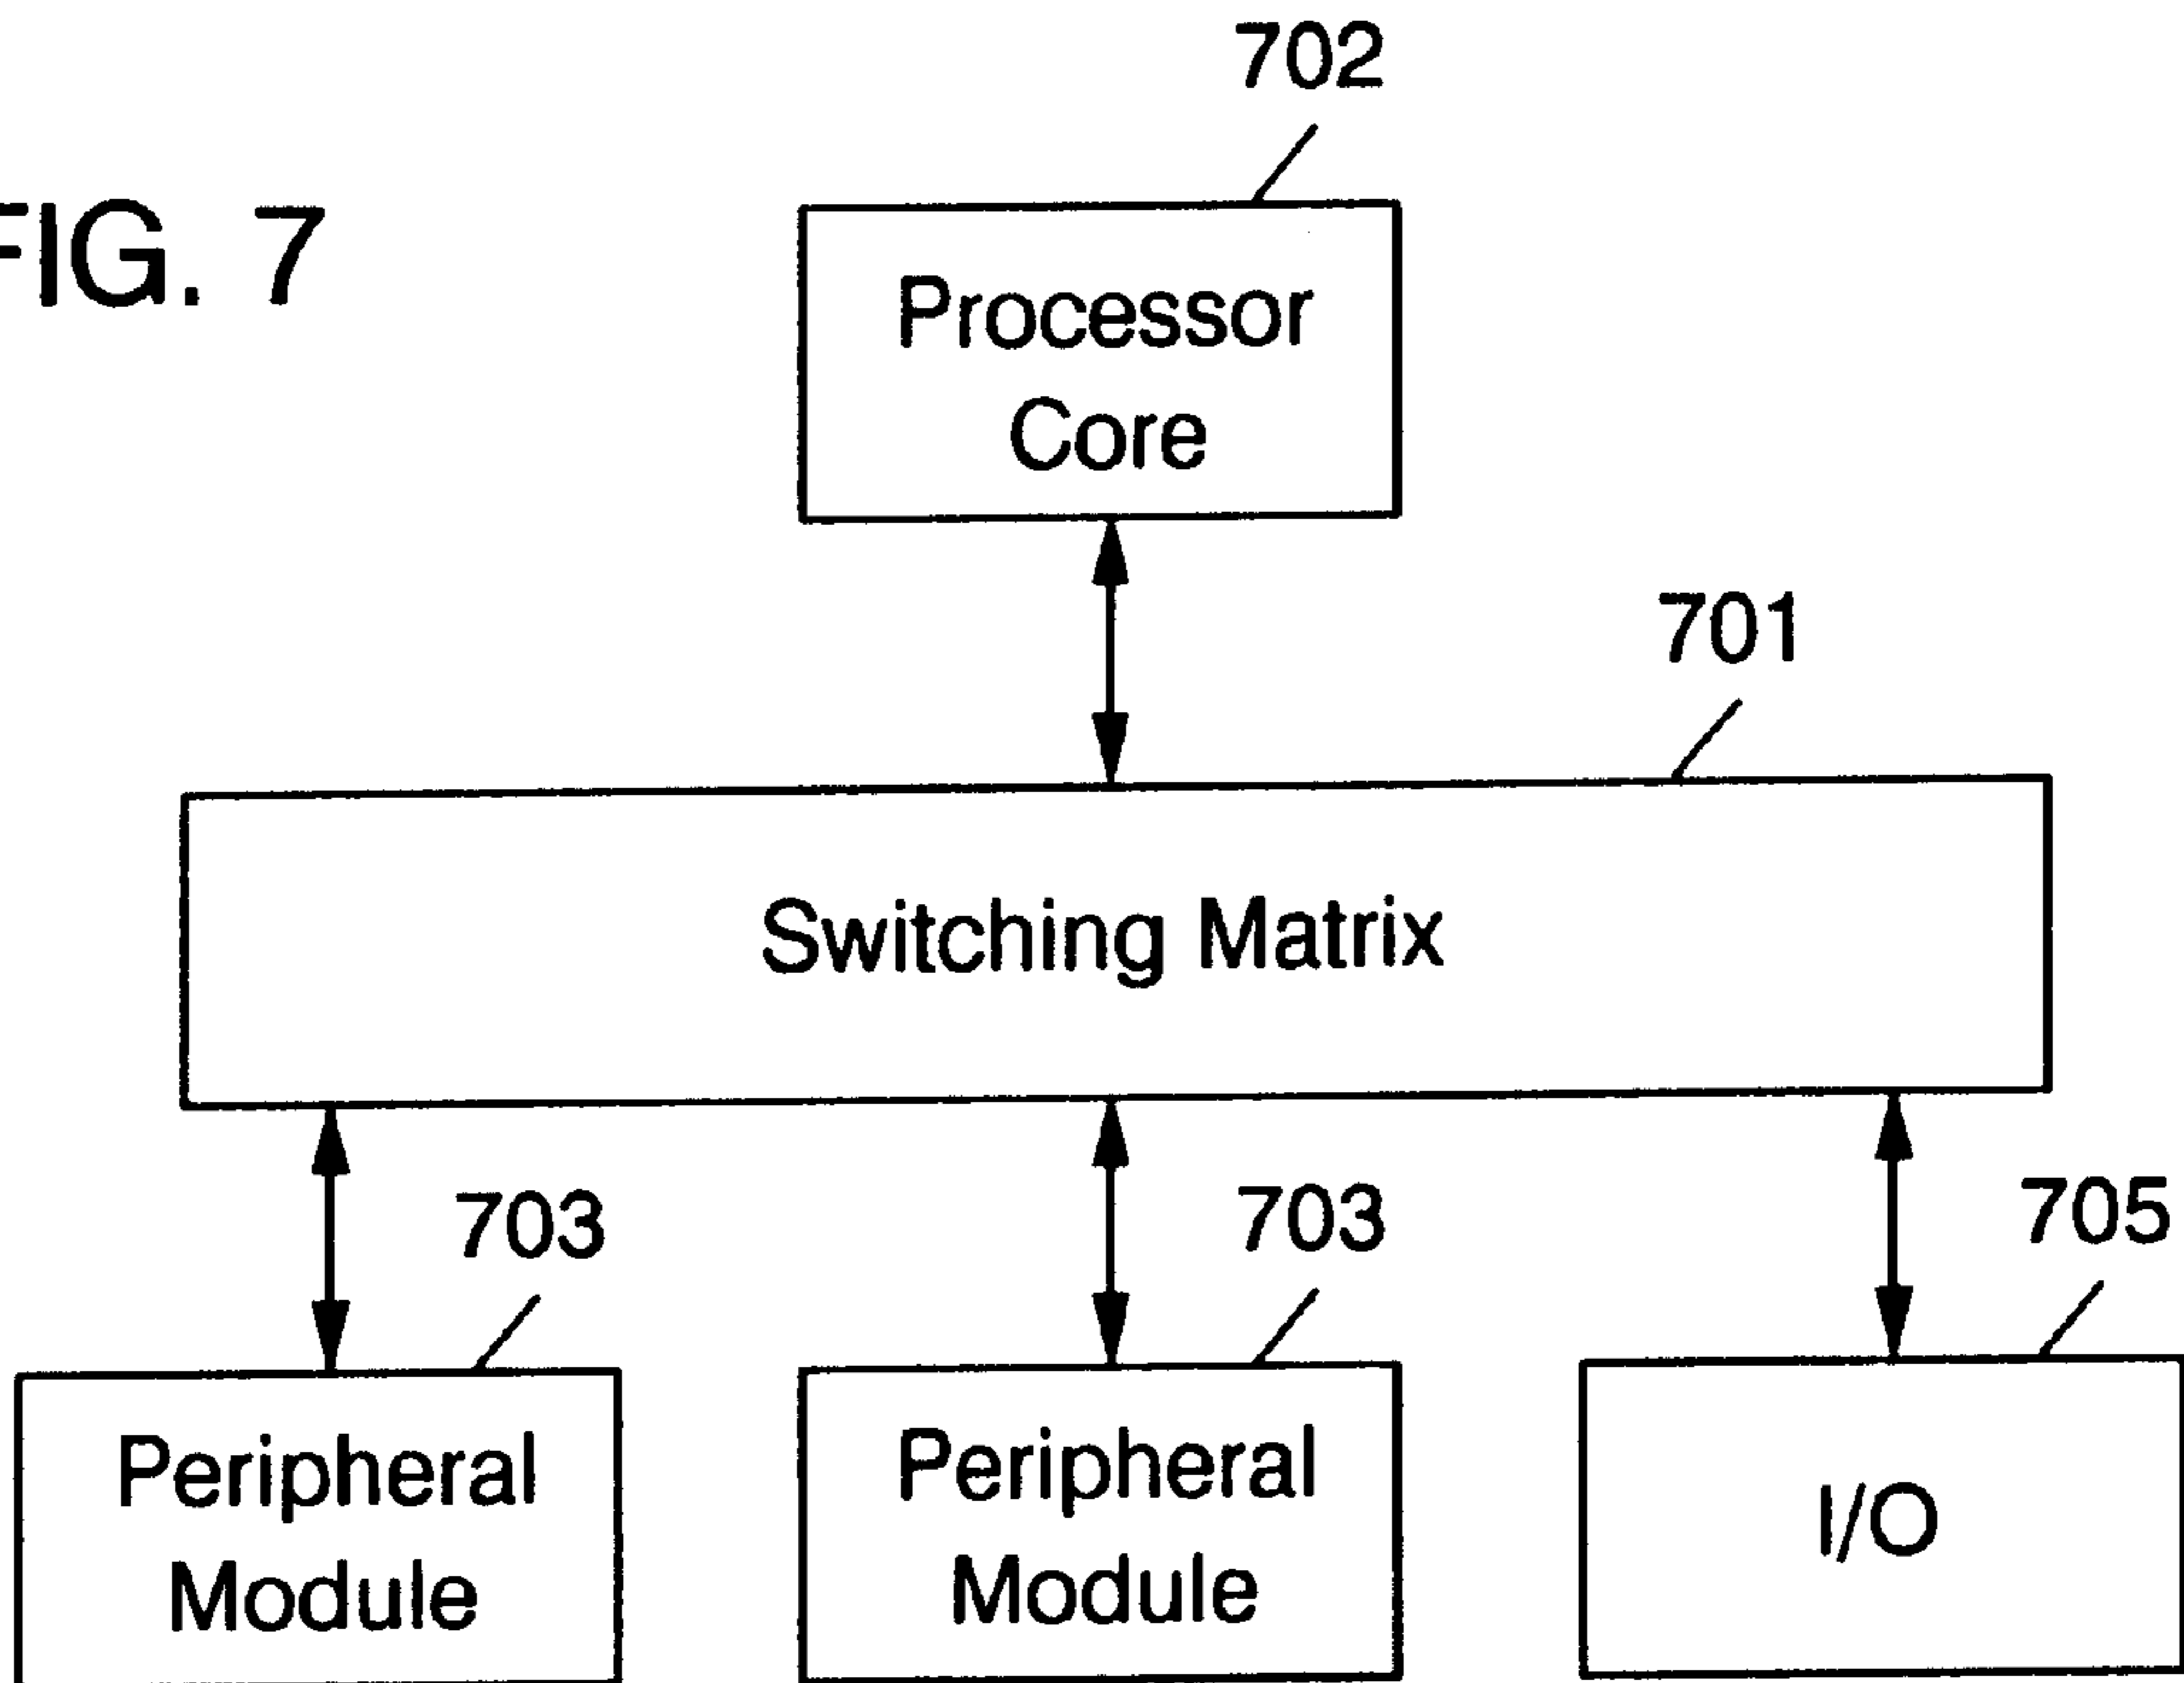 702
FIG. 7
Processor
Core
701
Switching Matrix
703
703
705
Peripheral
Module
Peripheral
Module
I/O